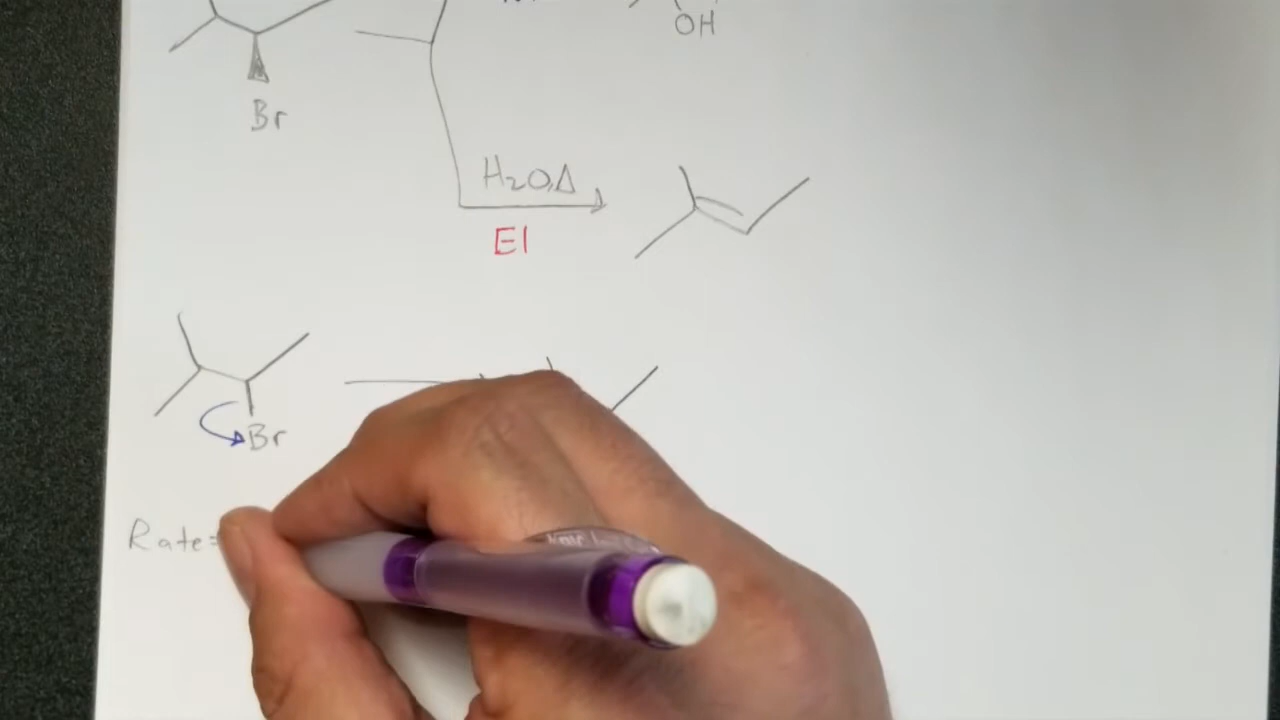 OH
Br
H₂O,Δ
E1
Br
Rate=